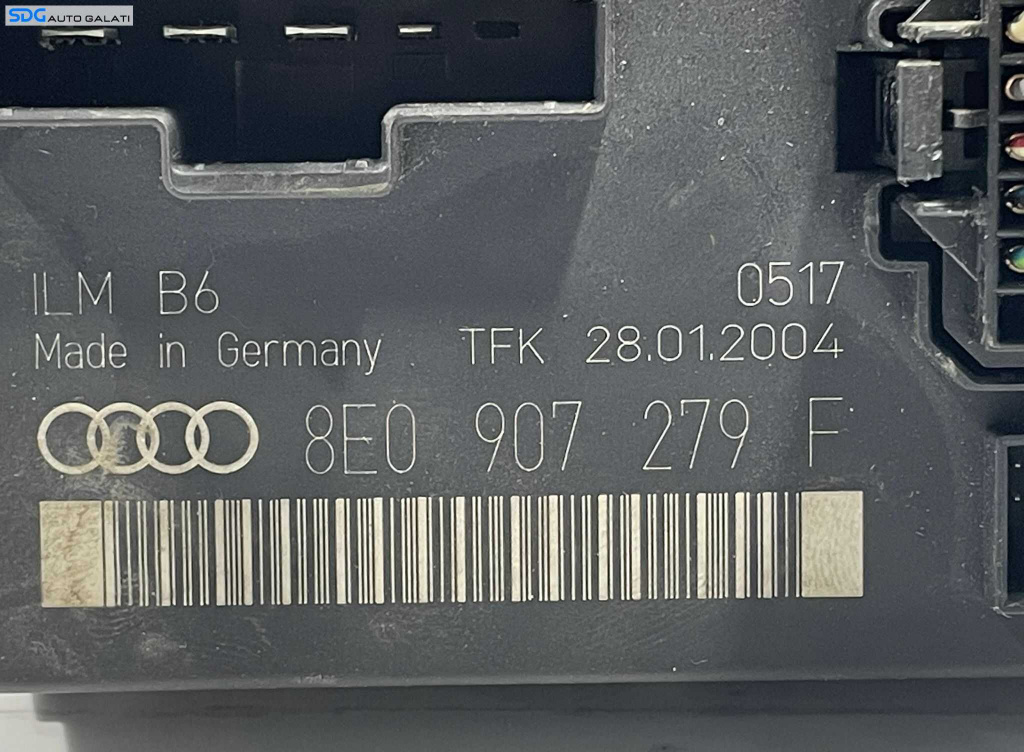 SDG AUTO GALATI
ILM B6 0517
Made in Germany TFK 28.01.2004
8E0 907 279 F